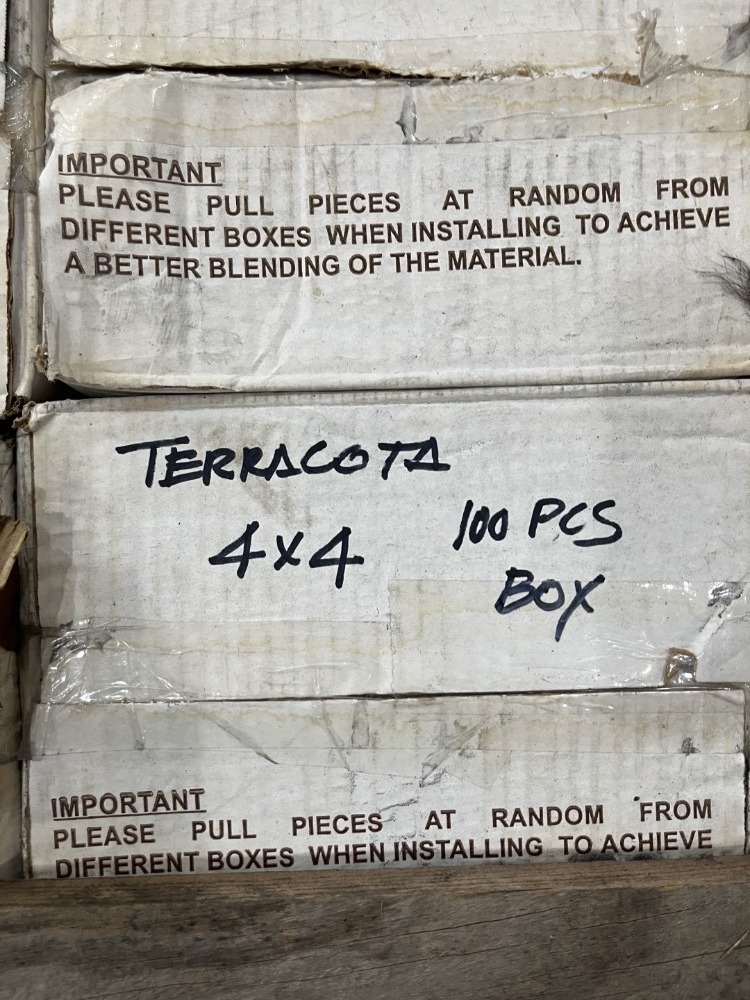 IMPORTANT
PLEASE PULL PIECES AT RANDOM FROM
DIFFERENT BOXES WHEN INSTALLING TO ACHIEVE
A BETTER BLENDING OF THE MATERIAL.
TERRACOTA
4x4
100 PCS
BOX
IMPORTANT
PLEASE PULL PIECES AT RANDOM FROM
DIFFERENT BOXES WHEN INSTALLING TO ACHIEVE